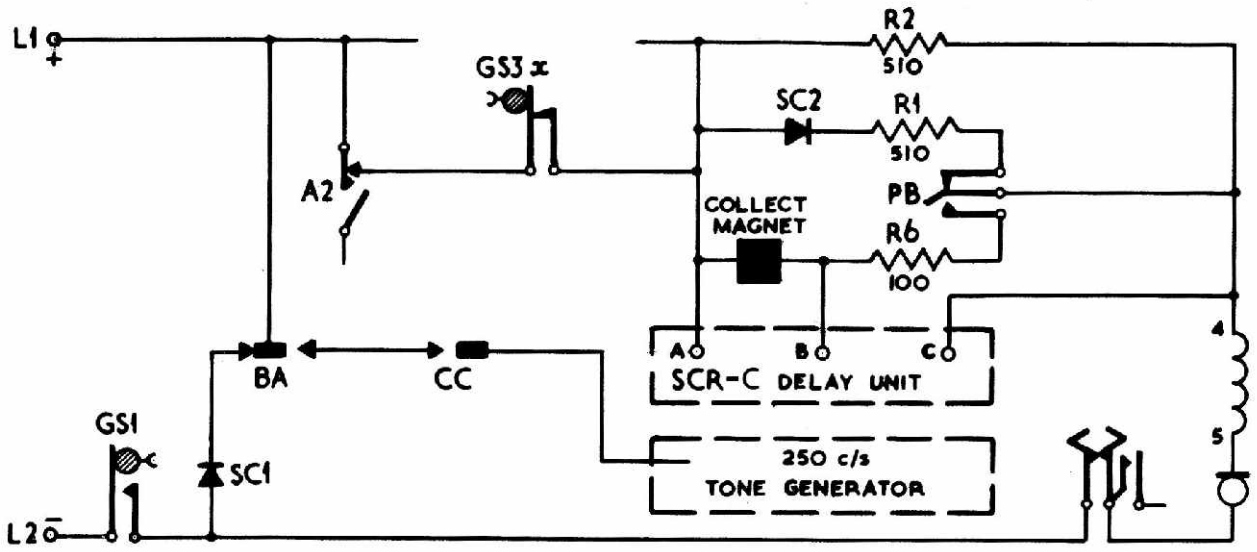 L1
+
R2
510
GS3 x
SC2
R1
510
A2
PB
COLLECT
MAGNET
R6
100
4
A
B
C
BA
CC
SCR-C DELAY UNIT
GS1
5
SC1
250 c/s
TONE GENERATOR
L2
–